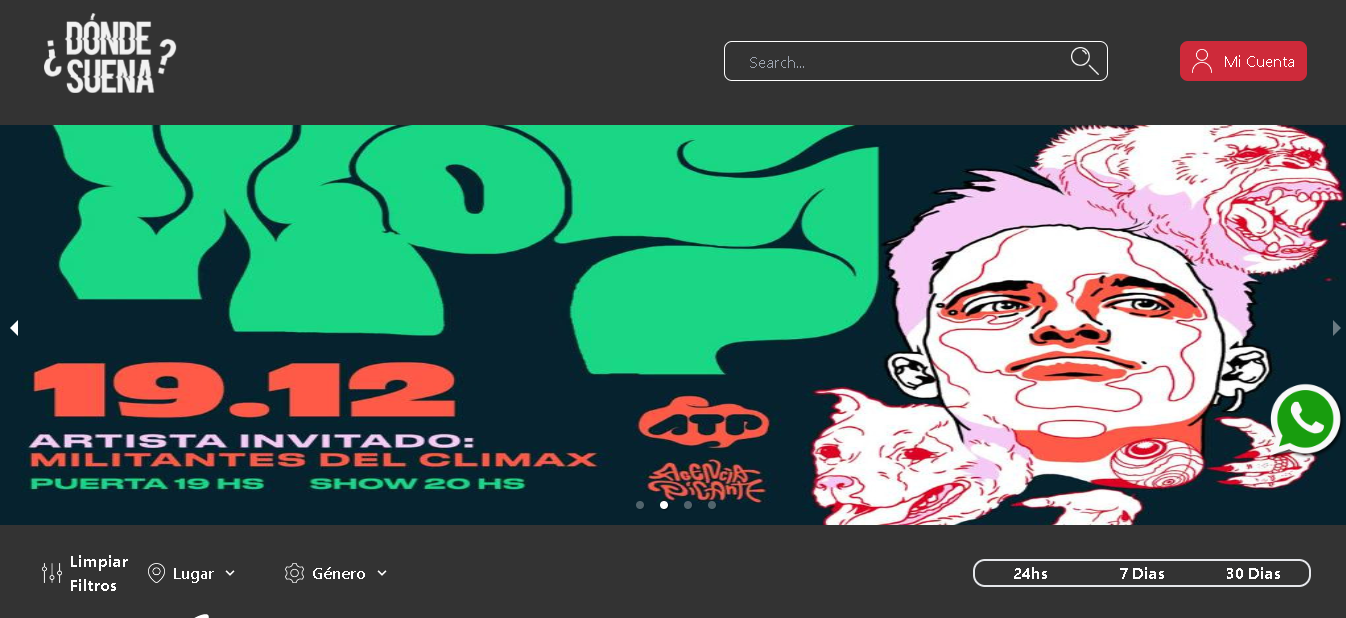 ¿DÓNDE
SUENA?
Search...
Mi Cuenta
WOS
19.12
ATP
ARTISTA INVITADO:
MILITANTES DEL CLIMAX
AGENCIA
PICANTE
PUERTA 19 HS SHOW 20 HS
Limpiar
Filtros
Lugar
Género
24hs
7 Dias
30 Dias